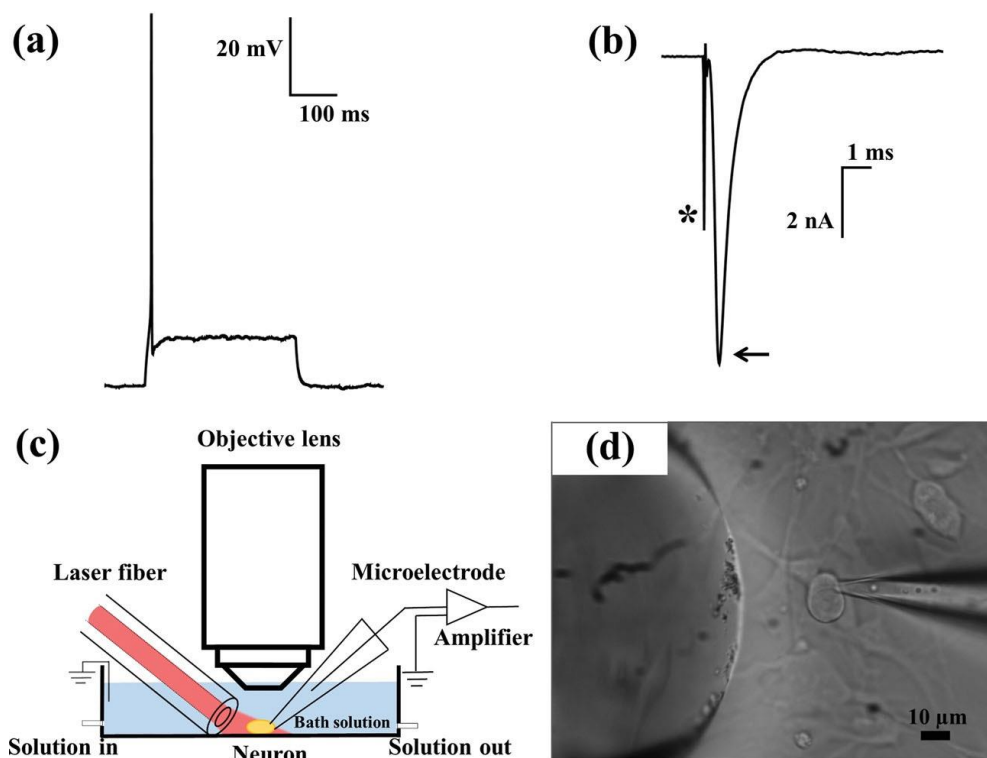 (a)
20 mV
100 ms
(b)
1 ms
2 nA
*
(c)
Objective lens
Laser fiber
Microelectrode
Amplifier
Bath solution
Solution in
Neuron
Solution out
(d)
10 µm